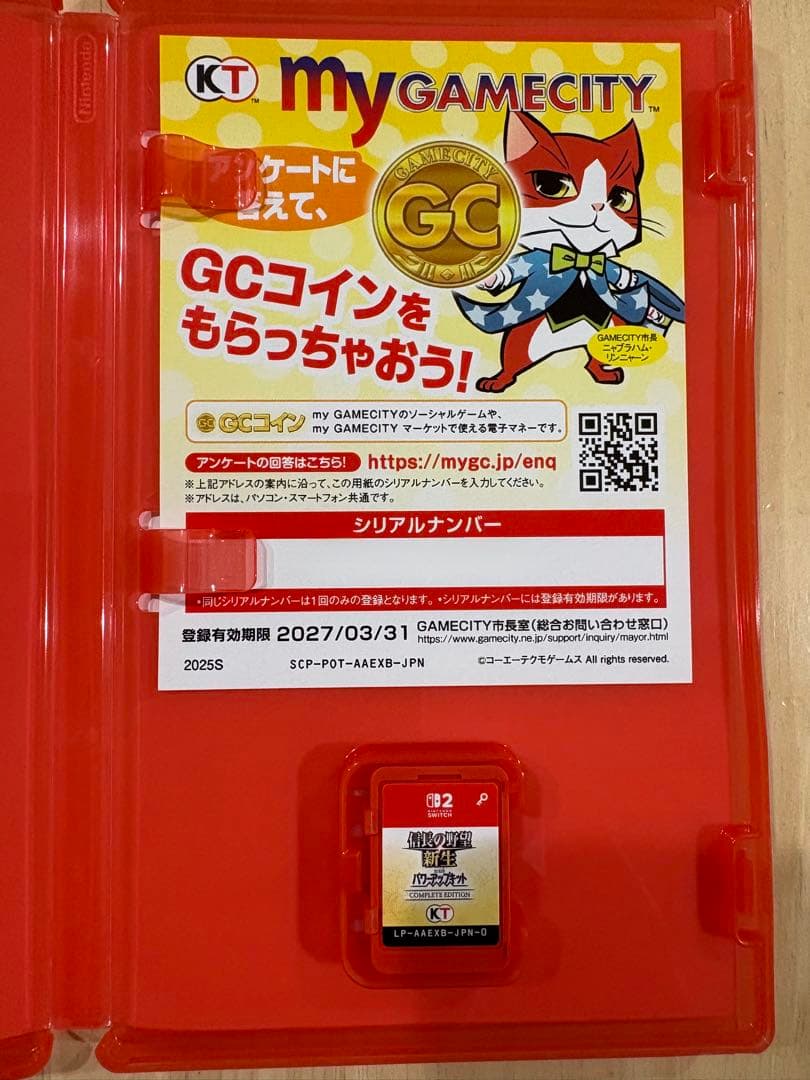 Nintendo
KT
my GAMECITY™
アンケートに
答えて、
GAMECITY
GC
GCコインを
もらっちゃおう!
KT
GAMECITY市長
ニャブラハム・
リンニャーン
GC GCコイン
my GAMECITYのソーシャルゲームや、
my GAMECITY マーケットで使える電子マネーです。
アンケートの回答はこちら! https://mygc.jp/enq
※上記アドレスの案内に沿って、この用紙のシリアルナンバーを入力してください。
※アドレスは、パソコン・スマートフォン共通です。
シリアルナンバー
•同じシリアルナンバーは1回のみの登録となります。•シリアルナンバーには登録有効期限があります。
登録有効期限 2027/03/31
GAMECITY市長室(総合お問い合わせ窓口)
https://www.gamecity.ne.jp/support/inquiry/mayor.html
2025S SCP-POT-AAEXB-JPN ©コーエーテクモゲームス All rights reserved.
2
NINTENDO
SWITCH
信長の野望
新生
パワーアップキット
COMPLETE EDITION
KT
LP-AAEXB-JPN-0